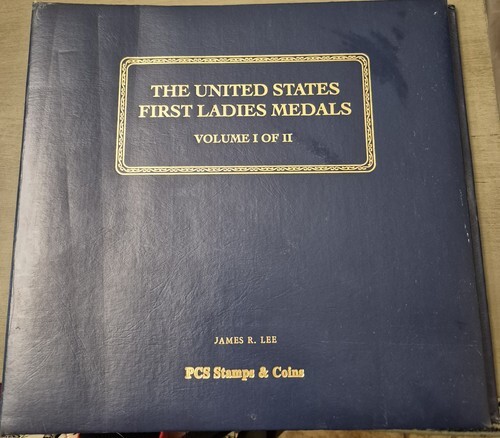 THE UNITED STATES
FIRST LADIES MEDALS
VOLUME I OF II
JAMES R. LEE
PCS Stamps & Coins